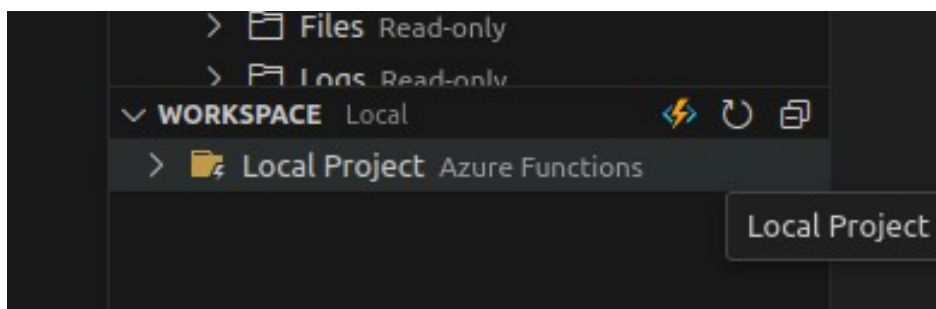 Files Read-only
Logs Read-only
WORKSPACE Local
Local Project Azure Functions
Local Project